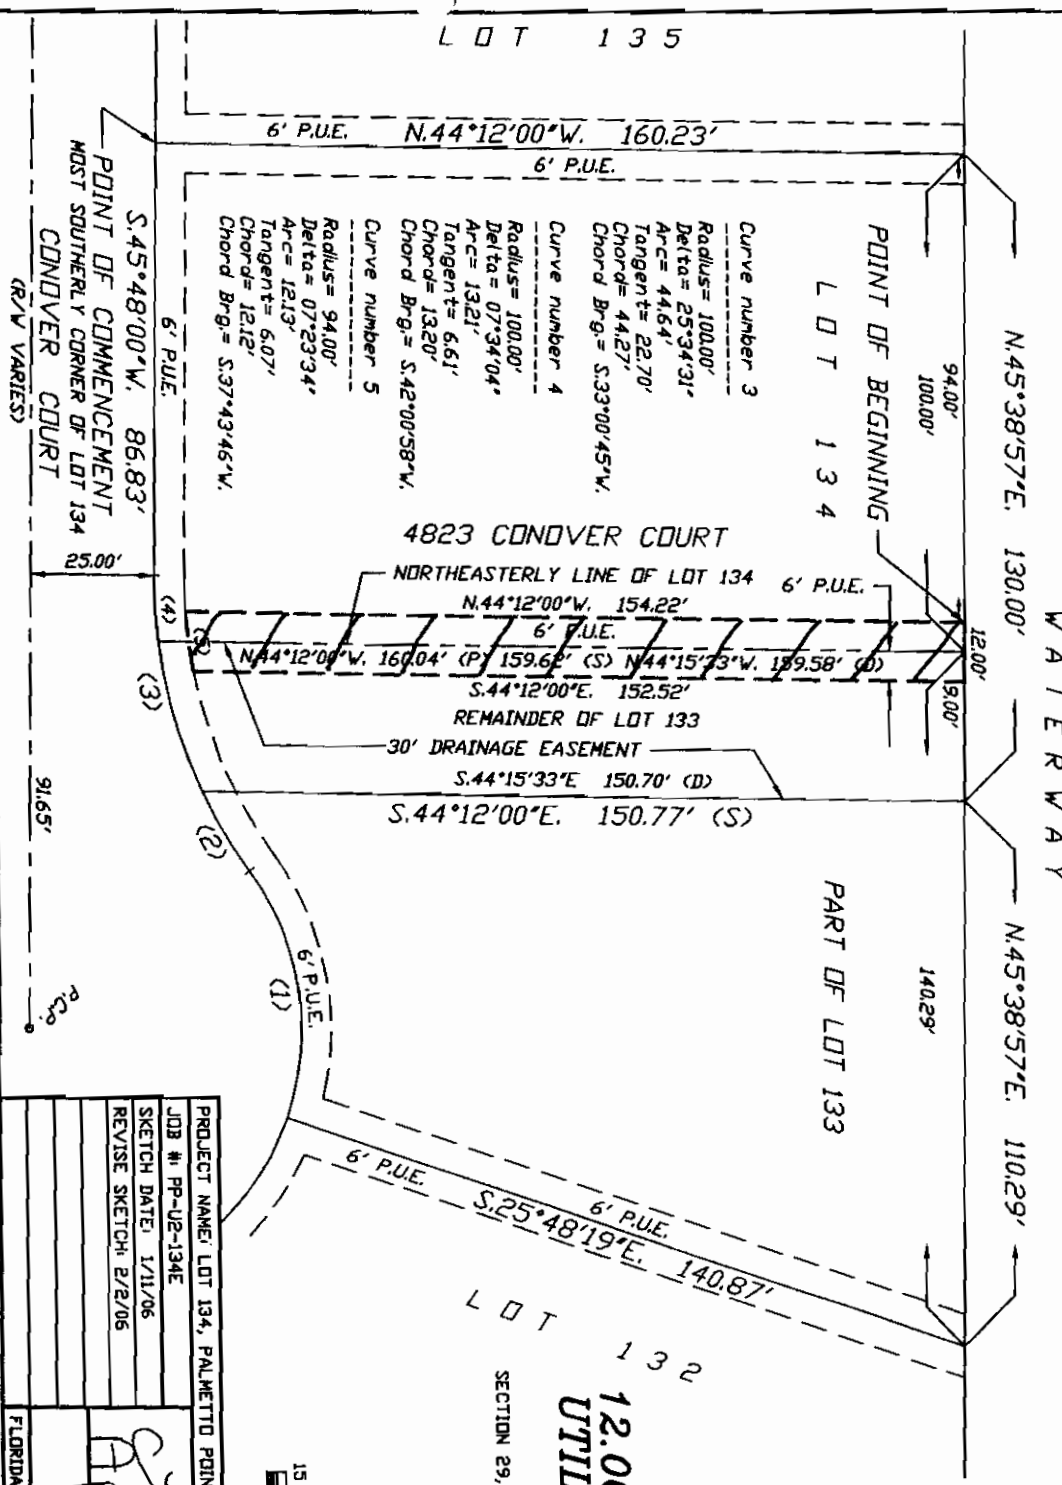 LOT 135
6' P.U.E.
N.44°12'00"W. 160.23'
6' P.U.E.
POINT OF COMMENCEMENT
MOST SOUTHERLY CORNER OF LOT 134
S.45°48'00"W. 86.83'
CONOVER COURT
(R/W VARIES)
6' P.U.E.
25.00'
91.65'
P.C.P.
Curve number 3
Radius= 100.00'
Delta= 25°34'31"
Arc= 44.64'
Tangent= 22.70'
Chord= 44.27'
Chord Brg.= S.33°00'45"W.
Curve number 4
Radius= 100.00'
Delta= 07°34'04"
Arc= 13.21'
Tangent= 6.61'
Chord= 13.20'
Chord Brg.= S.42°00'58"W.
Curve number 5
Radius= 94.00'
Delta= 07°23'34"
Arc= 12.13'
Tangent= 6.07'
Chord= 12.12'
Chord Brg.= S.37°43'46"W.
LOT 134
POINT OF BEGINNING
94.00'
100.00'
N.45°38'57"E. 130.00'
WATERWAY
4823 CONOVER COURT
NORTHEASTERLY LINE OF LOT 134
6' P.U.E.
N.44°12'00"W. 154.22'
12.00'
6' P.U.E.
N.44°12'00"W. 160.04' (P) 159.62' (S) N44°15'33"W. 159.58' (D)
S.44°12'00"E. 152.52'
9.00'
REMAINDER OF LOT 133
30' DRAINAGE EASEMENT
S.44°15'33"E 150.70' (D)
S.44°12'00"E. 150.77' (S)
(4)
(5)
(3)
(2)
(1)
6' P.U.E.
PART OF LOT 133
140.29'
N.45°38'57"E. 110.29'
6' P.U.E.
6' P.U.E.
S.25°48'19"E. 140.87'
LOT 132
SECTION 29,
UTIL
15
PROJECT NAME: LOT 134, PALMETTO POIN
JOB #: PP-U2-134E
SKETCH DATE: 1/11/06
REVISE SKETCH: 2/2/06
FLORIDA